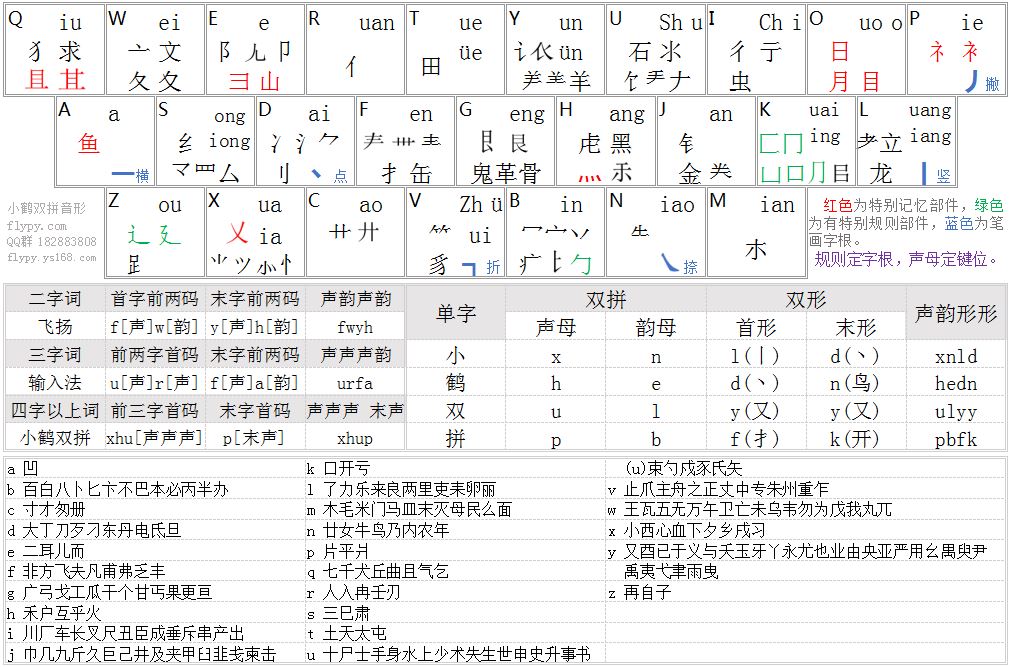 Q iu W ei E e R uan T ue Y un U Sh u I Ch i O uo o P ie
犭 求 亠 文 阝 尢 卩 亻 田 üe 讠 衣 ün 石 氺 彳 亍 日 礻 衤
且 其 夂 攵 彐 山 羊 饣 龵 ナ 虫 月 目 丿 撇
A a S ong D ai F en G eng H ang J an K uai L uang
鱼 纟 iong 冫 氵 艹 扌 艮 虎 黑 钅 匚 冂 ing 耂 立 iang
一 横 龴 罒 厶 刂 丶 点 缶 鬼 革 骨 灬 金 凵 口 龙 丨 竖
Z ou X ua C ao V Zh ü B in N iao M ian
小鹤双拼音形 辶 廴 乂 ia 艹 廾 ui 木 红色为特别记忆部件，绿色
flypy.com 为有特别规则部件，蓝色为笔
QQ群 182883808 豸 折 疒 勹 捺 画字根。
flypy.ys168.com 规则定字根，声母定键位。
二字词 首字前两码 末字前两码 声韵声韵
飞扬 f[声]w[韵] y[声]h[韵] fwyh
三字词 前两字首码 末字前两码 声声声韵
输入法 u[声]r[声] f[声]a[韵] urfa
四字以上词 前三字首码 末字首码 声声声 末声
小鹤双拼 xhu[声声声] p[末声] xhup
单字 双拼 双形 声韵形形
声母 韵母 首形 末形
小 x n l(丨) d(丶) xnld
鹤 h e d(丶) n(鸟) hedn
双 u l y(又) y(又) ulyy
拼 p b f(扌) k(开) pbfk
a 凹
b 百白八卜匕卞不巴本必丙半办
c 寸才匆册
d 大丁刀歹刁东丹电氐旦
e 二耳儿而
f 非方飞夫凡甫弗乏丰
g 广弓戈工瓜干个甘丐果更亘
h 禾户互乎火
i 川厂车长叉尺丑臣成垂斥串产出
j 巾几九斤久巨己井及夹甲臼韭戋柬击
k 口开亏
l 了力乐来良两里吏耒卵丽
m 木毛米门马皿末灭母民么面
n 廿女牛鸟乃内农年
p 片平爿
q 七千犬丘曲且气乞
r 人入冉壬刃
s 三巳肃
t 土天太屯
u 十尸士手身水上少术失生世申史升事书
(u)束勺戍豕氏矢
v 止爪主舟之正丈中专朱州重乍
w 王瓦五无万午卫亡未乌韦勿为戊我丸兀
x 小西心血下夕乡戌习
y 又酉已于义与夭玉牙丫永尤也业由央亚严用幺禺臾尹
禹夷弋聿雨曳
z 再自子